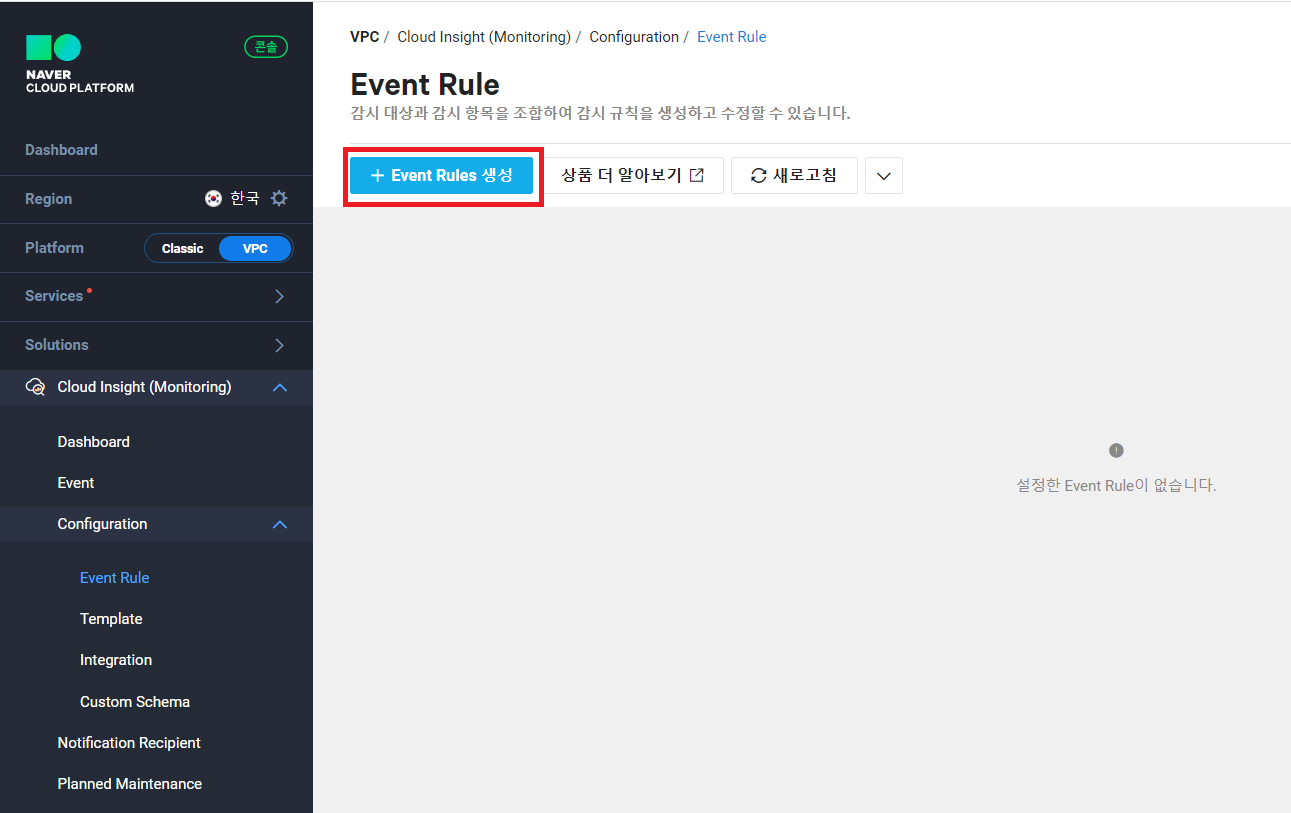 NAVER
CLOUD PLATFORM
콘솔
Dashboard
Region
한국
Platform
Classic
VPC
Services
Solutions
Cloud Insight (Monitoring)
Dashboard
Event
Configuration
Event Rule
Template
Integration
Custom Schema
Notification Recipient
Planned Maintenance
VPC / Cloud Insight (Monitoring) / Configuration / Event Rule
Event Rule
감시 대상과 감시 항목을 조합하여 감시 규칙을 생성하고 수정할 수 있습니다.
+ Event Rules 생성
상품 더 알아보기
새로고침
설정한 Event Rule이 없습니다.